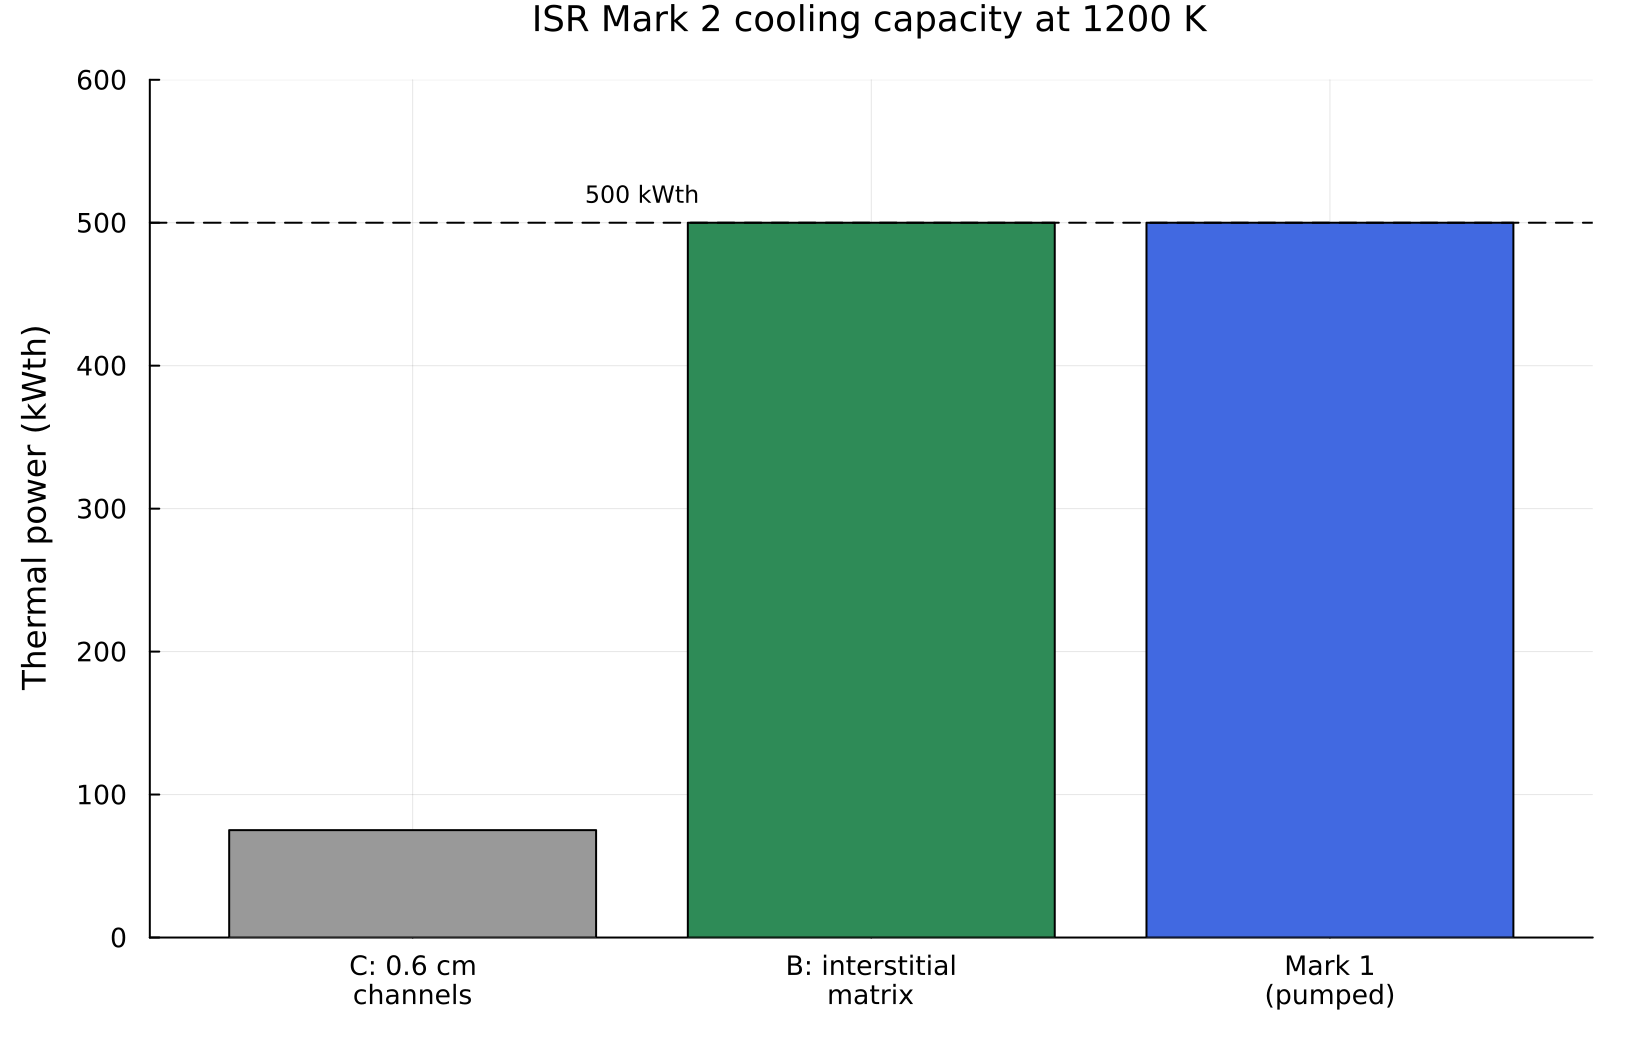 ISR Mark 2 cooling capacity at 1200 K
Thermal power (kWth)
600
500
400
300
200
100
0
500 kWth
C: 0.6 cm
channels
B: interstitial
matrix
Mark 1
(pumped)